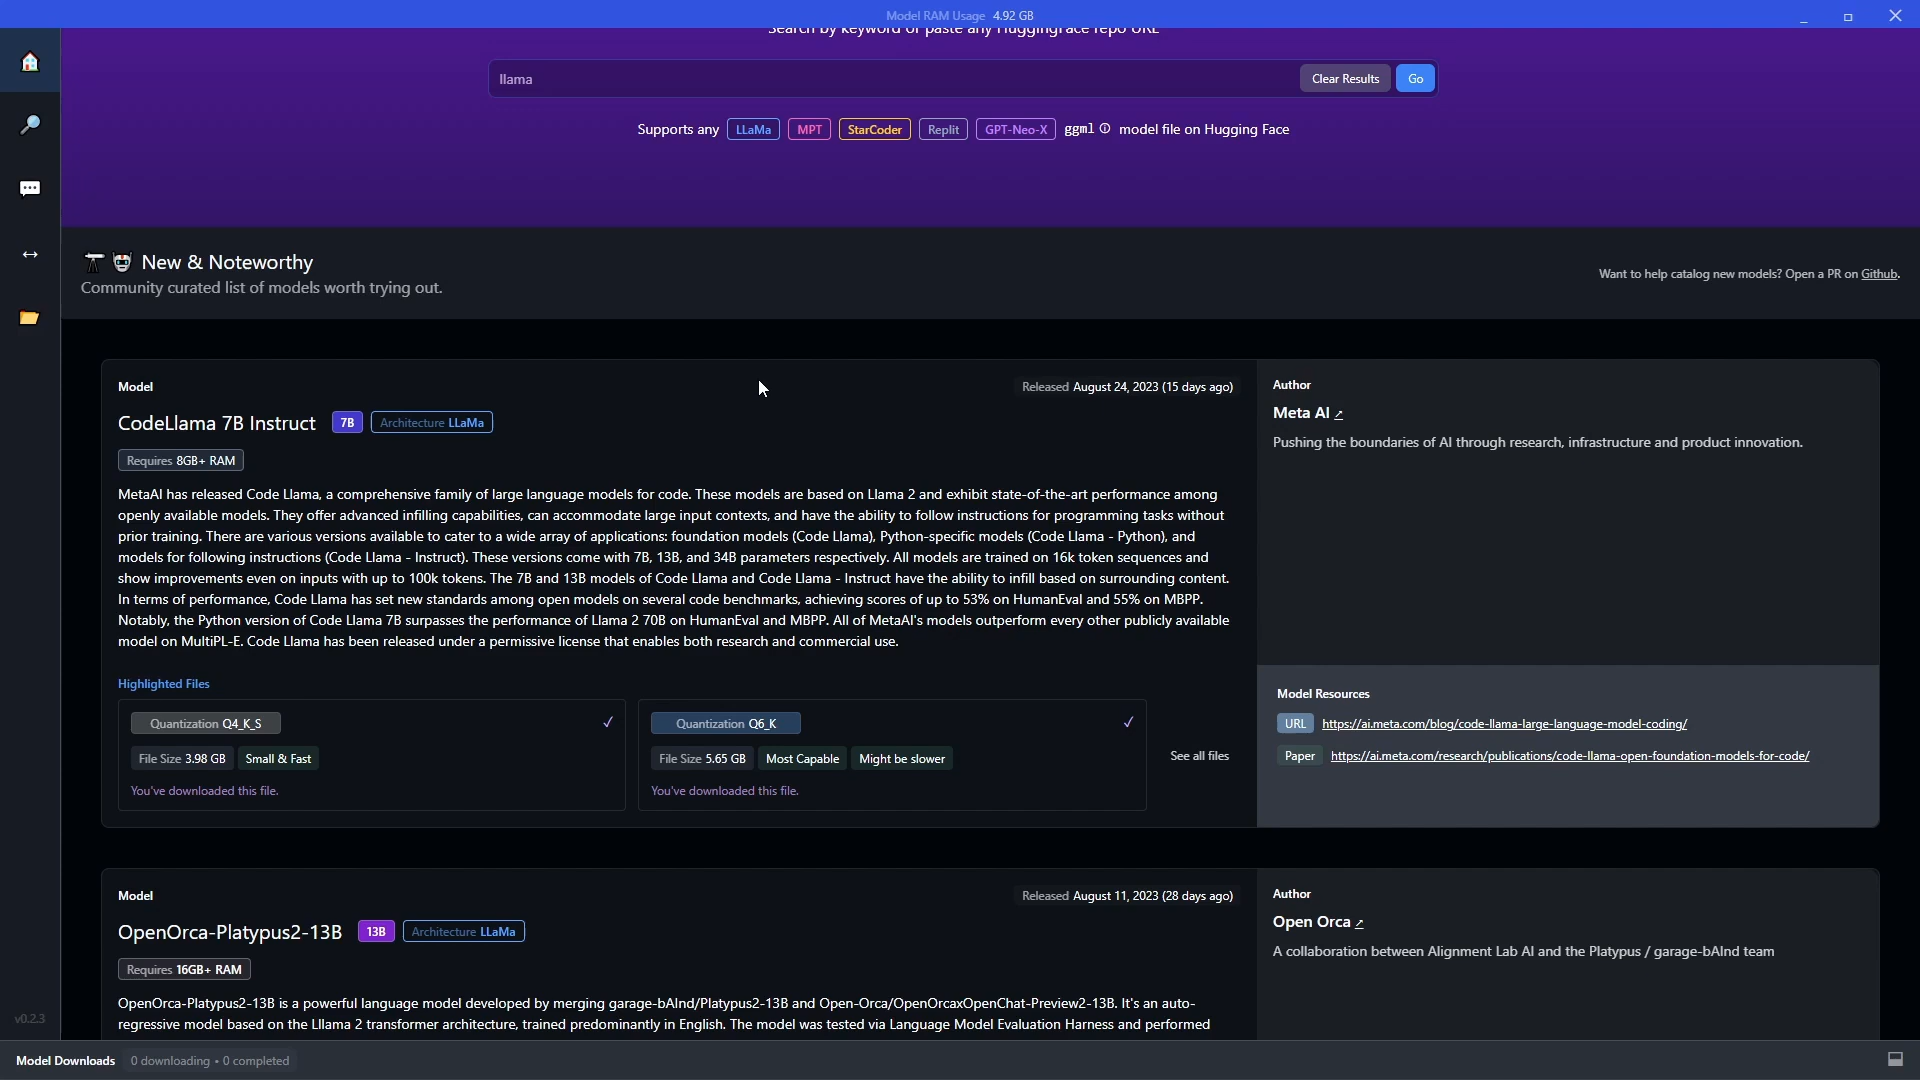 Model RAM Usage 4.92 GB
Search by keyword or paste any HuggingFace repo URL
llama
Clear Results
Go
Supports any LLaMa MPT StarCoder Replit GPT-Neo-X ggml model file on Hugging Face
New & Noteworthy
Community curated list of models worth trying out.
Want to help catalog new models? Open a PR on Github.
Model
Released August 24, 2023 (15 days ago)
CodeLlama 7B Instruct 7B Architecture LLaMa
Requires 8GB+ RAM
MetaAI has released Code Llama, a comprehensive family of large language models for code. These models are based on Llama 2 and exhibit state-of-the-art performance among
openly available models. They offer advanced infilling capabilities, can accommodate large input contexts, and have the ability to follow instructions for programming tasks without
prior training. There are various versions available to cater to a wide array of applications: foundation models (Code Llama), Python-specific models (Code Llama - Python), and
models for following instructions (Code Llama - Instruct). These versions come with 7B, 13B, and 34B parameters respectively. All models are trained on 16k token sequences and
show improvements even on inputs with up to 100k tokens. The 7B and 13B models of Code Llama and Code Llama - Instruct have the ability to infill based on surrounding content.
In terms of performance, Code Llama has set new standards among open models on several code benchmarks, achieving scores of up to 53% on HumanEval and 55% on MBPP.
Notably, the Python version of Code Llama 7B surpasses the performance of Llama 2 70B on HumanEval and MBPP. All of MetaAI's models outperform every other publicly available
model on MultiPL-E. Code Llama has been released under a permissive license that enables both research and commercial use.
Highlighted Files
Quantization Q4_K_S
File Size 3.98 GB Small & Fast
You've downloaded this file.
Quantization Q6_K
File Size 5.65 GB Most Capable Might be slower
You've downloaded this file.
See all files
Author
Meta AI
Pushing the boundaries of AI through research, infrastructure and product innovation.
Model Resources
URL https://ai.meta.com/blog/code-llama-large-language-model-coding/
Paper https://ai.meta.com/research/publications/code-llama-open-foundation-models-for-code/
Model
Released August 11, 2023 (28 days ago)
OpenOrca-Platypus2-13B 13B Architecture LLaMa
Requires 16GB+ RAM
OpenOrca-Platypus2-13B is a powerful language model developed by merging garage-bAInd/Platypus2-13B and Open-Orca/OpenOrcaxOpenChat-Preview2-13B. It's an auto-
regressive model based on the Lllama 2 transformer architecture, trained predominantly in English. The model was tested via Language Model Evaluation Harness and performed
Author
Open Orca
A collaboration between Alignment Lab AI and the Platypus / garage-bAInd team
v0.2.3
Model Downloads 0 downloading • 0 completed